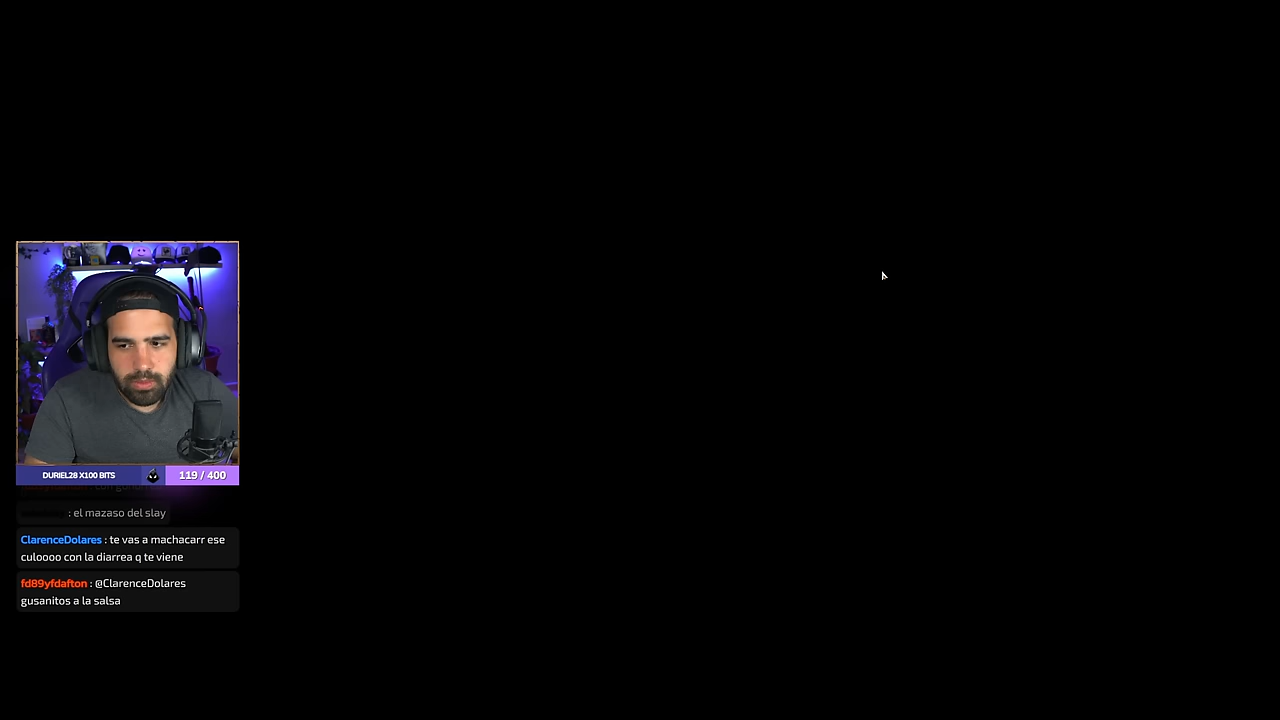 DURIEL28 X100 BITS
119 / 400
: el mazaso del slay
ClarenceDolares : te vas a machacarr ese
culoooo con la diarrea q te viene
fd89yfdafton : @ClarenceDolares
gusanitos a la salsa